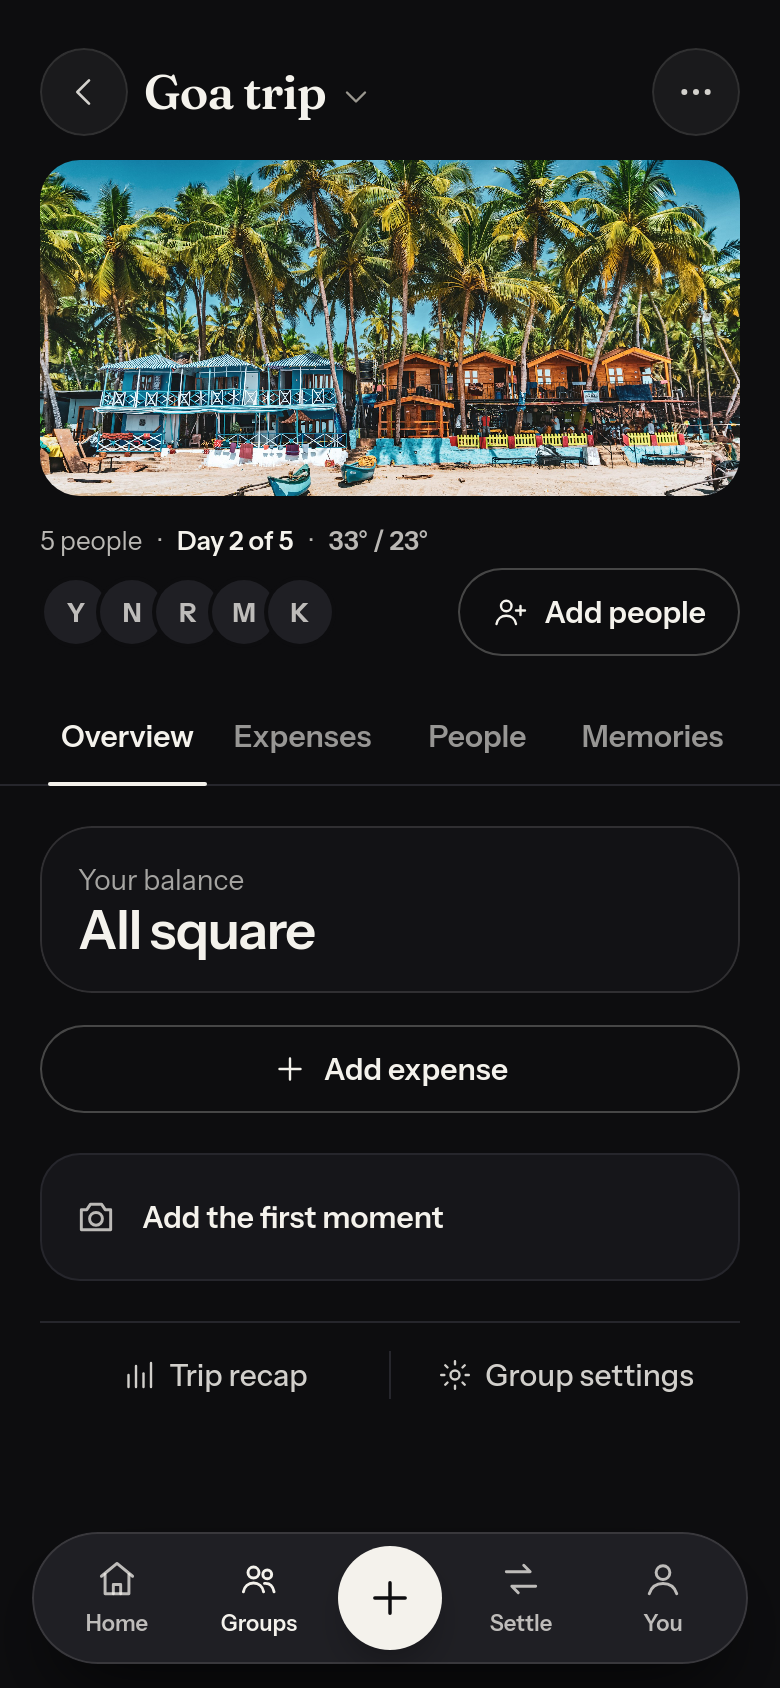 Goa trip
5 people · Day 2 of 5 · 33° / 23°
Y N R M K
Add people
Overview Expenses People Memories
Your balance
All square
Add expense
Add the first moment
Trip recap
Group settings
Home Groups Settle You